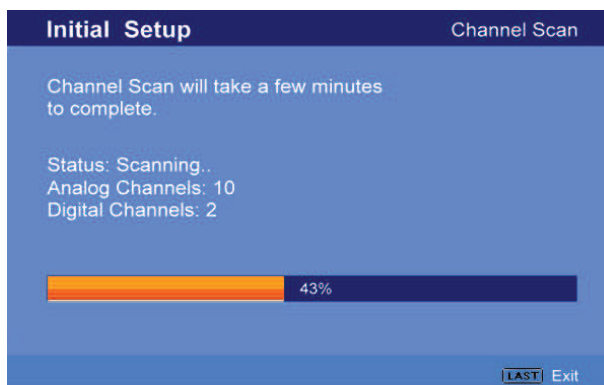 Initial Setup
Channel Scan
Channel Scan will take a few minutes
to complete.
Status: Scanning..
Analog Channels: 10
Digital Channels: 2
43%
LAST Exit